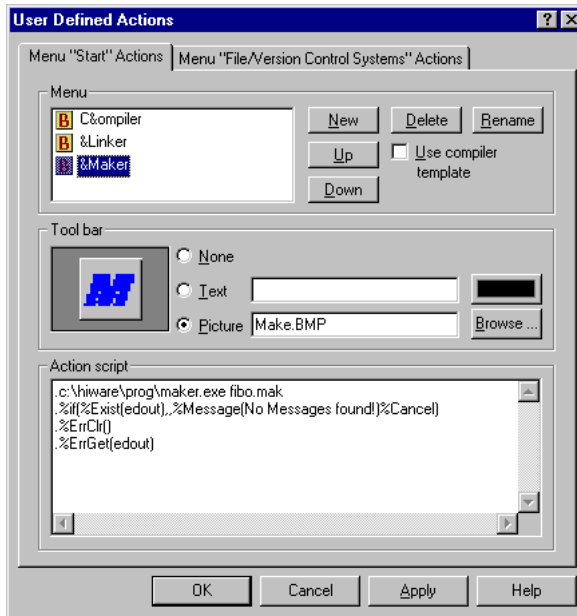 User Defined Actions
Menu "Start" Actions
Menu "File/Version Control Systems" Actions
Menu
C&ompiler
&Linker
&Maker
New
Delete
Rename
Up
Use compiler
template
Down
Tool bar
M
None
Text
Picture
Make.BMP
Browse ...
Action script
.c:\hiware\prog\maker.exe fibo.mak
.%if(%Exist(edout),,%Message(No Messages found!)%Cancel)
.%ErrClr()
.%ErrGet(edout)
OK
Cancel
Apply
Help